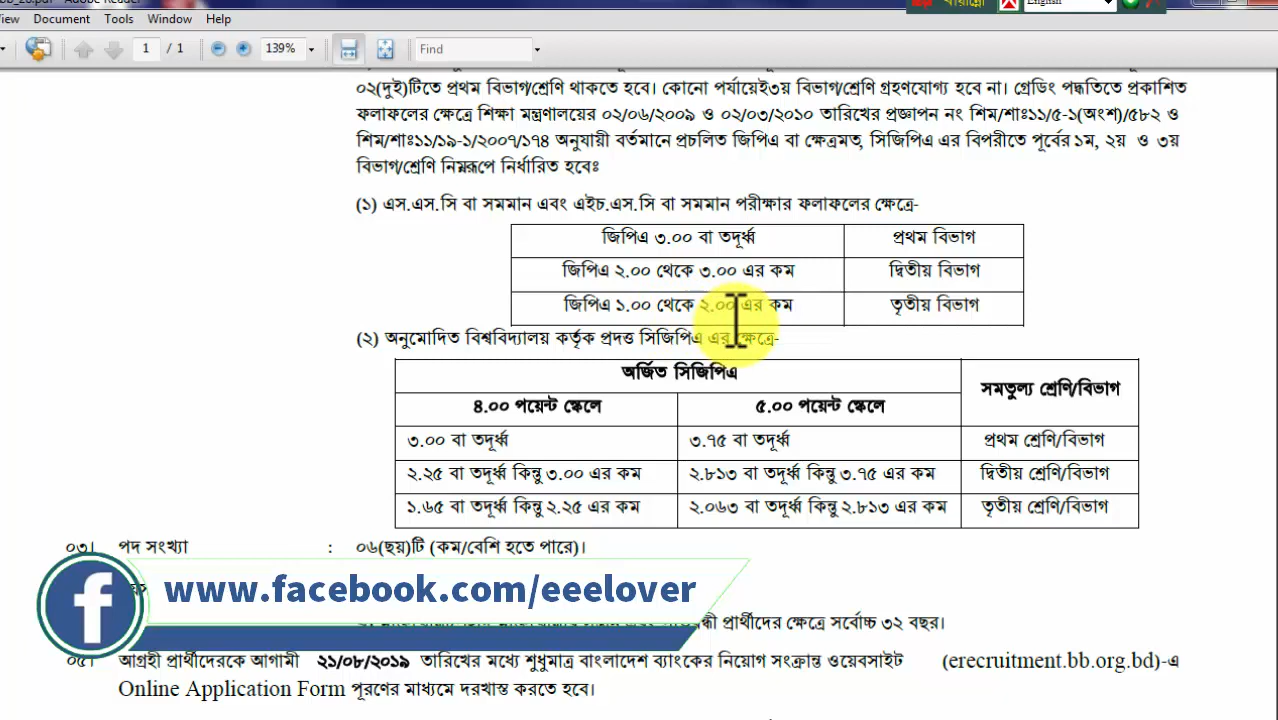 bb_28.pdf - Adobe Reader
View Document Tools Window Help
English
1 / 1 139% Find
০২(দুই)টিতে প্রথম বিভাগ/শ্রেণি থাকতে হবে। কোনো পর্যায়েই৩য় বিভাগ/শ্রেণি গ্রহণযোগ্য হবে না। গ্রেডিং পদ্ধতিতে প্রকাশিত
ফলাফলের ক্ষেত্রে শিক্ষা মন্ত্রণালয়ের ০২/০৬/২০০৯ ও ০২/০৩/২০১০ তারিখের প্রজ্ঞাপন নং শিম/শাঃ১১/৫-১(অংশ)/৫৮২ ও
শিম/শাঃ১১/১৯-১/২০০৭/১৭৪ অনুযায়ী বর্তমানে প্রচলিত জিপিএ বা ক্ষেত্রমত, সিজিপিএ এর বিপরীতে পূর্বের ১ম, ২য় ও ৩য়
বিভাগ/শ্রেণি নিম্নরূপে নির্ধারিত হবেঃ
(১) এস.এস.সি বা সমমান এবং এইচ.এস.সি বা সমমান পরীক্ষার ফলাফলের ক্ষেত্রে-
জিপিএ ৩.০০ বা তদূর্ধ্ব প্রথম বিভাগ
জিপিএ ২.০০ থেকে ৩.০০ এর কম দ্বিতীয় বিভাগ
জিপিএ ১.০০ থেকে ২.০০ এর কম তৃতীয় বিভাগ
(২) অনুমোদিত বিশ্ববিদ্যালয় কর্তৃক প্রদত্ত সিজিপিএ এর ক্ষেত্রে-
অর্জিত সিজিপিএ
সমতুল্য শ্রেণি/বিভাগ
৪.০০ পয়েন্ট স্কেলে ৫.০০ পয়েন্ট স্কেলে
৩.০০ বা তদূর্ধ্ব ৩.৭৫ বা তদূর্ধ্ব প্রথম শ্রেণি/বিভাগ
২.২৫ বা তদূর্ধ্ব কিন্তু ৩.০০ এর কম ২.৮১৩ বা তদূর্ধ্ব কিন্তু ৩.৭৫ এর কম দ্বিতীয় শ্রেণি/বিভাগ
১.৬৫ বা তদূর্ধ্ব কিন্তু ২.২৫ এর কম ২.০৬৩ বা তদূর্ধ্ব কিন্তু ২.৮১৩ এর কম তৃতীয় শ্রেণি/বিভাগ
০৩। পদ সংখ্যা : ০৬(ছয়)টি (কম/বেশি হতে পারে)।
www.facebook.com/eeelover
প্রার্থীদের ক্ষেত্রে সর্বোচ্চ ৩২ বছর।
০৫। আগ্রহী প্রার্থীদেরকে আগামী ২১/০৮/২০১৯ তারিখের মধ্যে শুধুমাত্র বাংলাদেশ ব্যাংকের নিয়োগ সংক্রান্ত ওয়েবসাইট (erecruitment.bb.org.bd)-এ
Online Application Form পূরণের মাধ্যমে দরখাস্ত করতে হবে।